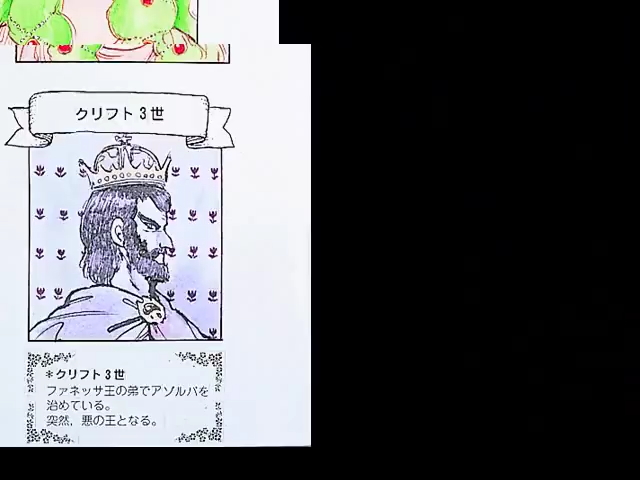 クリフト3世
*クリフト3世
ファネッサ王の弟でアゾルバを
治めている。
突然,悪の王となる。